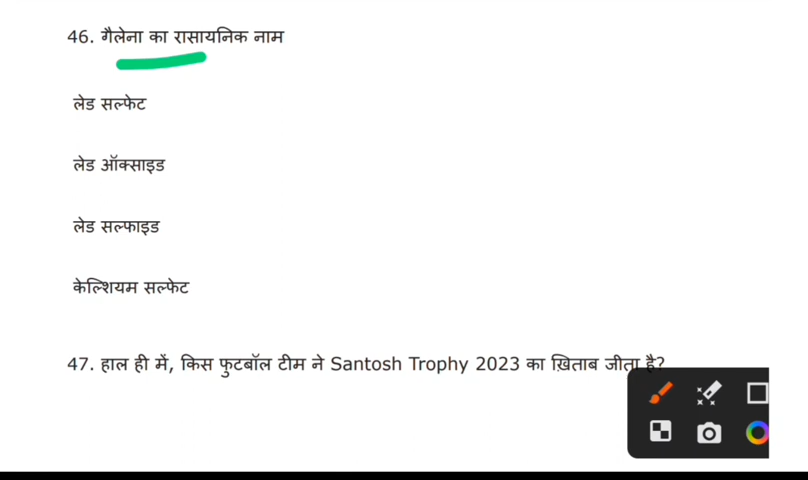 46. गैलेना का रासायनिक नाम
लेड सल्फेट
लेड ऑक्साइड
लेड सल्फाइड
केल्शियम सल्फेट
47. हाल ही में, किस फुटबॉल टीम ने Santosh Trophy 2023 का ख़िताब जीता है?